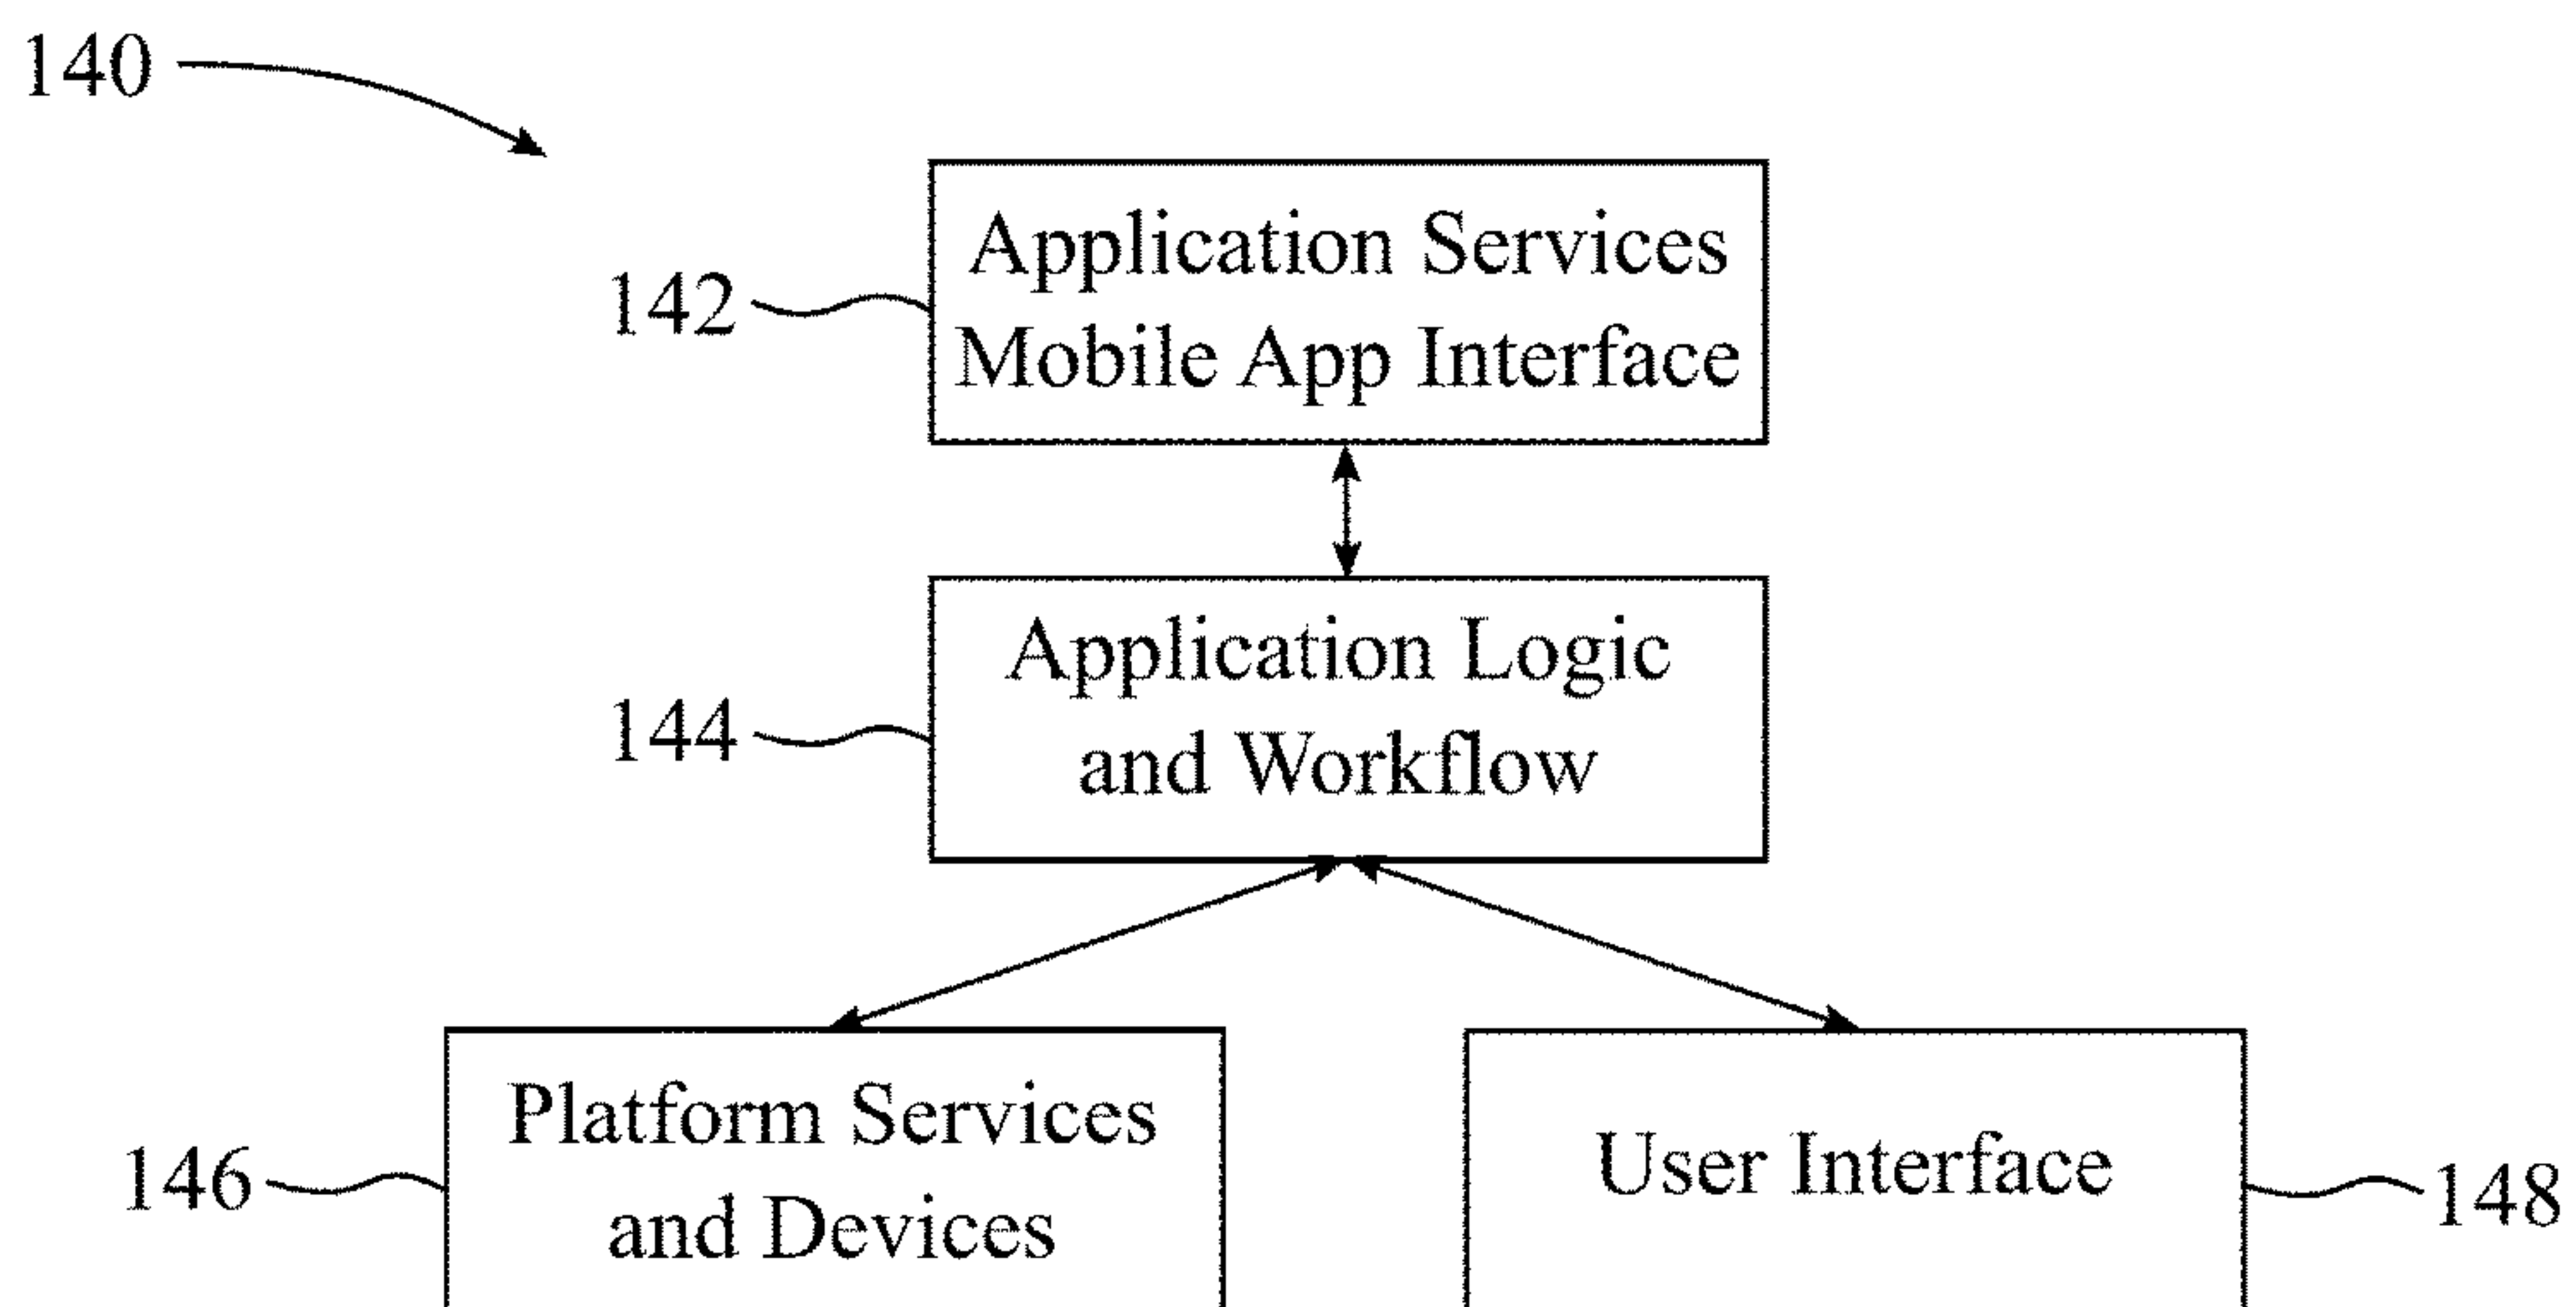 140
Application Services
142
Mobile App Interface
Application Logic
144
and Workflow
Platform Services
146
and Devices
User Interface
148